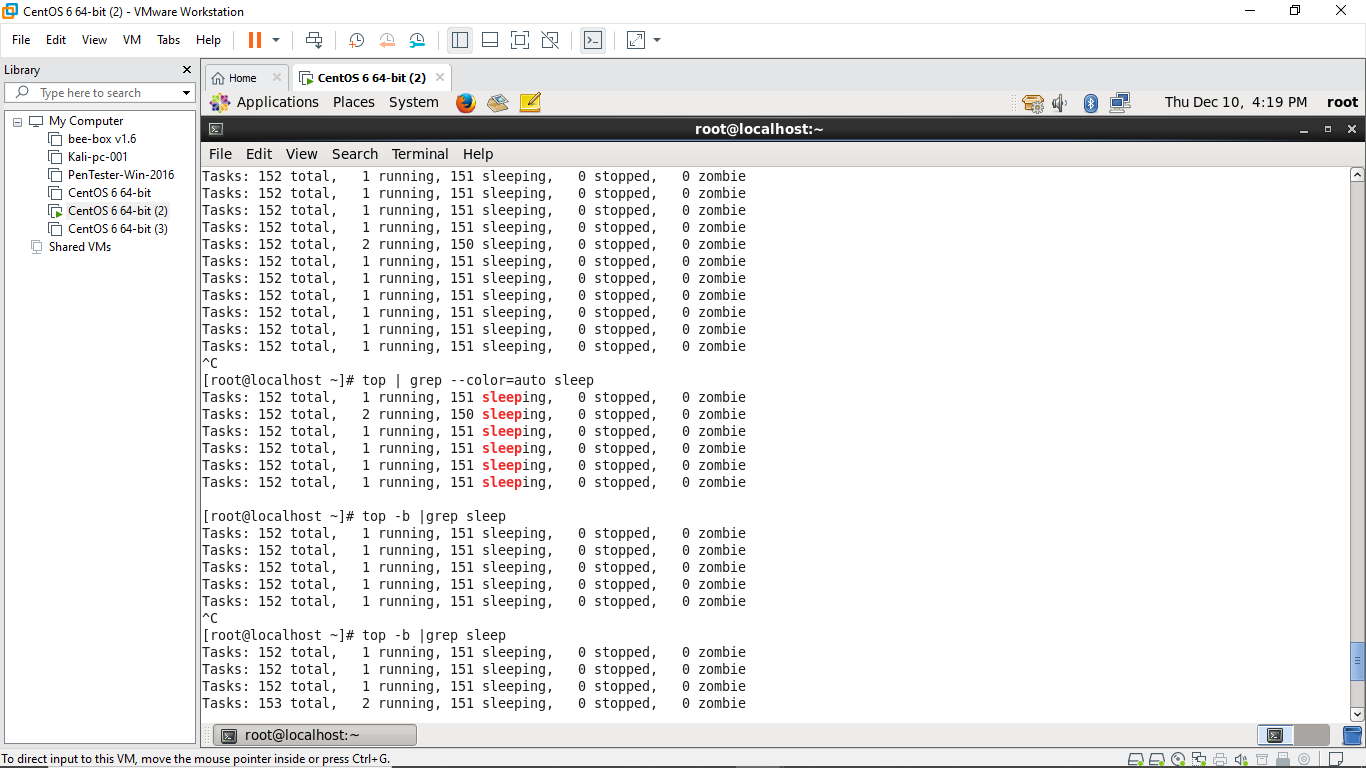 CentOS 6 64-bit (2) - VMware Workstation
File Edit View VM Tabs Help
Library
Type here to search
My Computer
bee-box v1.6
Kali-pc-001
PenTester-Win-2016
CentOS 6 64-bit
CentOS 6 64-bit (2)
CentOS 6 64-bit (3)
Shared VMs
Home
CentOS 6 64-bit (2)
Applications Places System
Thu Dec 10, 4:19 PM root
root@localhost:~
File Edit View Search Terminal Help
Tasks: 152 total,   1 running, 151 sleeping,   0 stopped,   0 zombie
Tasks: 152 total,   1 running, 151 sleeping,   0 stopped,   0 zombie
Tasks: 152 total,   1 running, 151 sleeping,   0 stopped,   0 zombie
Tasks: 152 total,   1 running, 151 sleeping,   0 stopped,   0 zombie
Tasks: 152 total,   2 running, 150 sleeping,   0 stopped,   0 zombie
Tasks: 152 total,   1 running, 151 sleeping,   0 stopped,   0 zombie
Tasks: 152 total,   1 running, 151 sleeping,   0 stopped,   0 zombie
Tasks: 152 total,   1 running, 151 sleeping,   0 stopped,   0 zombie
Tasks: 152 total,   1 running, 151 sleeping,   0 stopped,   0 zombie
Tasks: 152 total,   1 running, 151 sleeping,   0 stopped,   0 zombie
Tasks: 152 total,   1 running, 151 sleeping,   0 stopped,   0 zombie
^C
[root@localhost ~]# top | grep --color=auto sleep
Tasks: 152 total,   1 running, 151 sleeping,   0 stopped,   0 zombie
Tasks: 152 total,   2 running, 150 sleeping,   0 stopped,   0 zombie
Tasks: 152 total,   1 running, 151 sleeping,   0 stopped,   0 zombie
Tasks: 152 total,   1 running, 151 sleeping,   0 stopped,   0 zombie
Tasks: 152 total,   1 running, 151 sleeping,   0 stopped,   0 zombie
Tasks: 152 total,   1 running, 151 sleeping,   0 stopped,   0 zombie
[root@localhost ~]# top -b |grep sleep
Tasks: 152 total,   1 running, 151 sleeping,   0 stopped,   0 zombie
Tasks: 152 total,   1 running, 151 sleeping,   0 stopped,   0 zombie
Tasks: 152 total,   1 running, 151 sleeping,   0 stopped,   0 zombie
Tasks: 152 total,   1 running, 151 sleeping,   0 stopped,   0 zombie
Tasks: 152 total,   1 running, 151 sleeping,   0 stopped,   0 zombie
^C
[root@localhost ~]# top -b |grep sleep
Tasks: 152 total,   1 running, 151 sleeping,   0 stopped,   0 zombie
Tasks: 152 total,   1 running, 151 sleeping,   0 stopped,   0 zombie
Tasks: 152 total,   1 running, 151 sleeping,   0 stopped,   0 zombie
Tasks: 153 total,   2 running, 151 sleeping,   0 stopped,   0 zombie
root@localhost:~
To direct input to this VM, move the mouse pointer inside or press Ctrl+G.